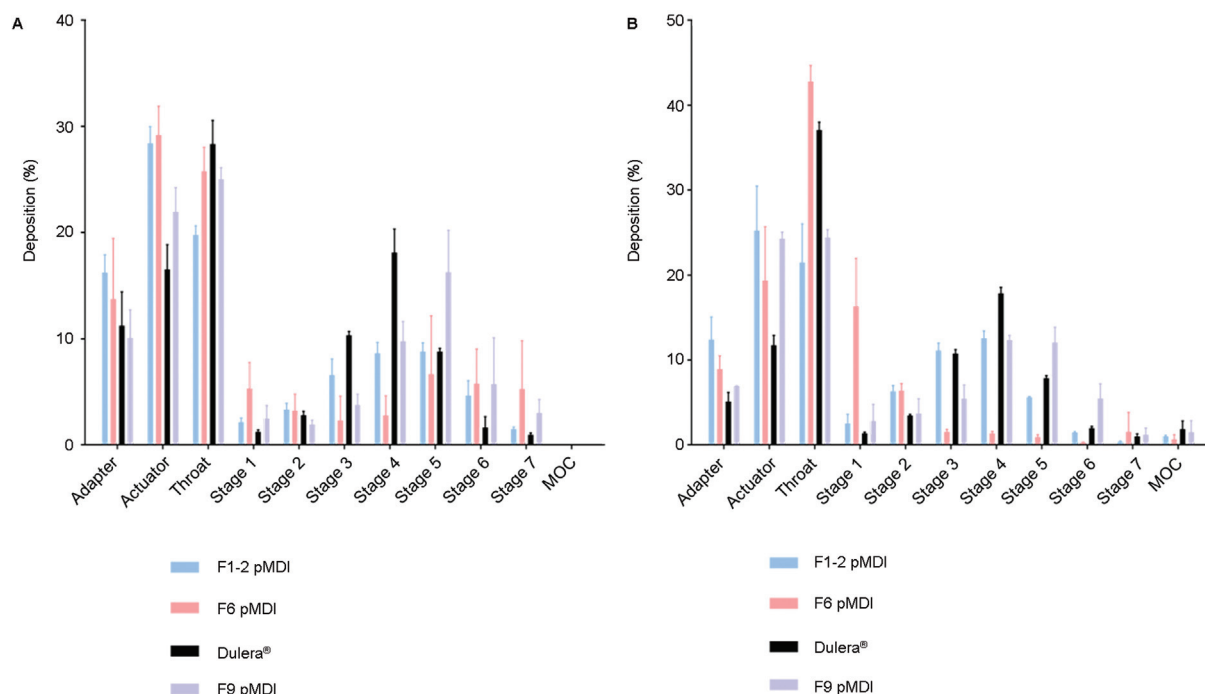 A
40
30
20
10
0
Deposition (%)
Adapter
Actuator
Throat
Stage 1
Stage 2
Stage 3
Stage 4
Stage 5
Stage 6
Stage 7
MOC
F1-2 pMDI
F6 pMDI
Dulera®
F9 pMDI
B
50
40
30
20
10
0
Deposition (%)
Adapter
Actuator
Throat
Stage 1
Stage 2
Stage 3
Stage 4
Stage 5
Stage 6
Stage 7
MOC
F1-2 pMDI
F6 pMDI
Dulera®
F9 pMDI